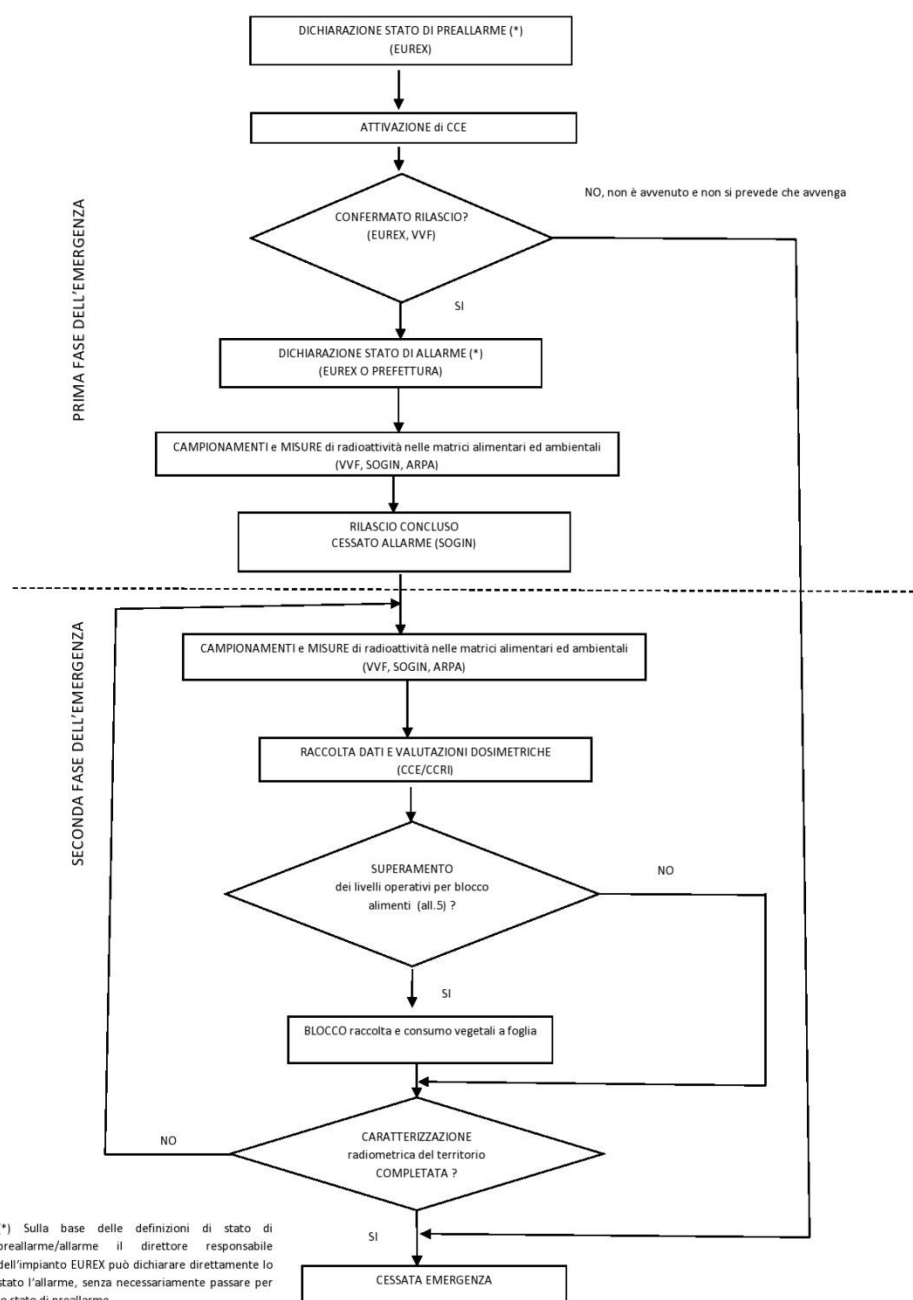 DICHIARAZIONE STATO DI PREALLARME (*)
(EUREX)
ATTIVAZIONE di CCE
PRIMA FASE DELL'EMERGENZA
NO, non è avvenuto e non si prevede che avvenga
CONFERMATO RILASCIO?
(EUREX, VVF)
SI
DICHIARAZIONE STATO DI ALLARME (*)
(EUREX O PREFETTURA)
CAMPIONAMENTI e MISURE di radioattività nelle matrici alimentari ed ambientali
(VVF, SOGIN, ARPA)
RILASCIO CONCLUSO
CESSATO ALLARME (SOGIN)
SECONDA FASE DELL'EMERGENZA
CAMPIONAMENTI e MISURE di radioattività nelle matrici alimentari ed ambientali
(VVF, SOGIN, ARPA)
RACCOLTA DATI E VALUTAZIONI DOSIMETRICHE
(CCE/CCRI)
SUPERAMENTO
dei livelli operativi per blocco
alimenti (all.5) ?
NO
SI
BLOCCO raccolta e consumo vegetali a foglia
CARATTERIZZAZIONE
radiometrica del territorio
COMPLETATA ?
NO
SI
CESSATA EMERGENZA
(*) Sulla base delle definizioni di stato di
preallarme/allarme il direttore responsabile
dell'impianto EUREX può dichiarare direttamente lo
stato l'allarme, senza necessariamente passare per
lo stato di preallarme